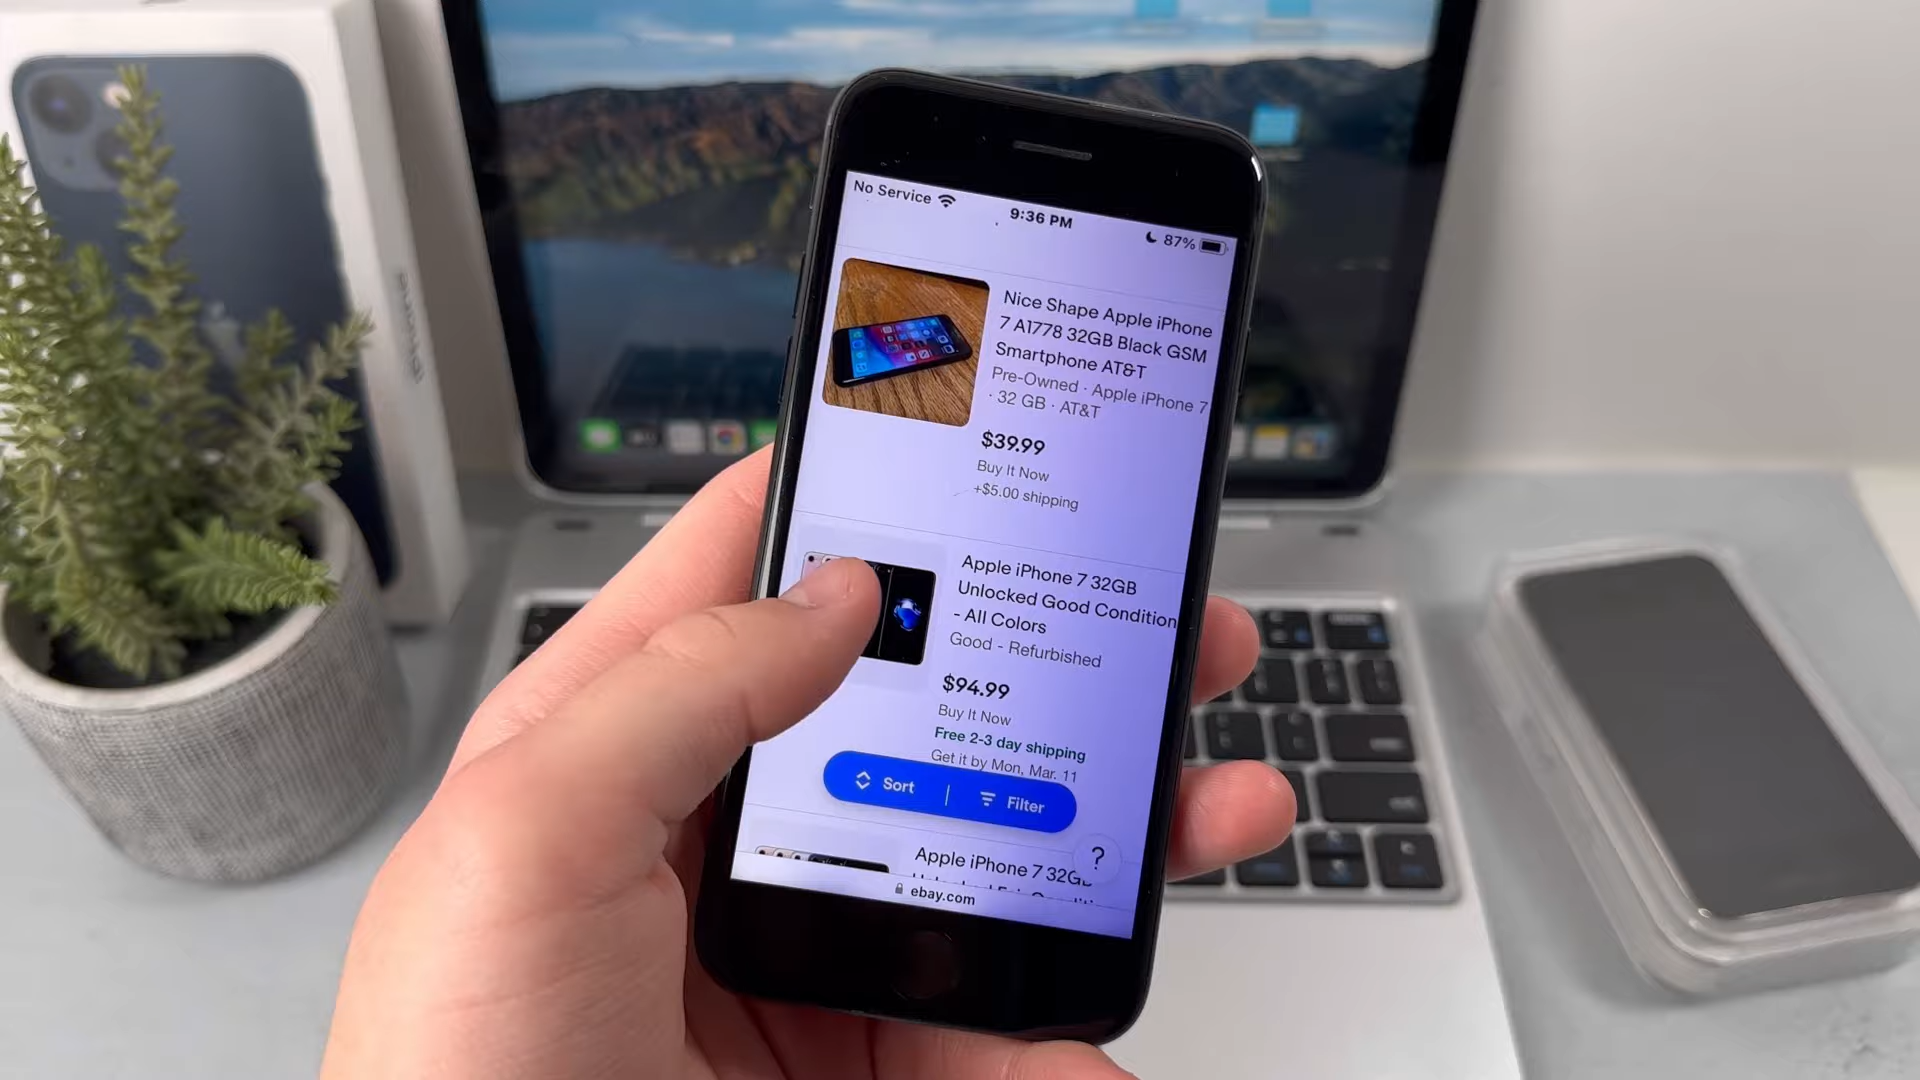 No Service
9:36 PM
87%
Nice Shape Apple iPhone
7 A1778 32GB Black GSM
Smartphone AT&T
Pre-Owned · Apple iPhone 7
· 32 GB · AT&T
$39.99
Buy It Now
+$5.00 shipping
Apple iPhone 7 32GB
Unlocked Good Condition
- All Colors
Good - Refurbished
$94.99
Buy It Now
Free 2-3 day shipping
Get it by Mon, Mar. 11
Sort
Filter
Apple iPhone 7 32GB
?
ebay.com
iPhone